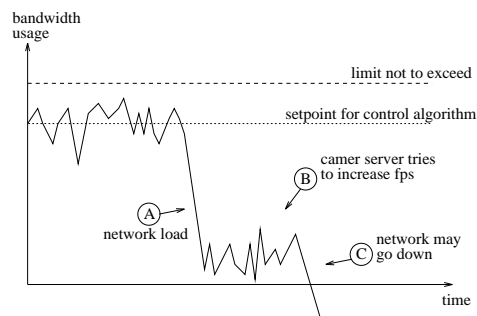 bandwidth
usage
limit not to exceed
setpoint for control algorithm
B
camer server tries
to increase fps
A
network load
C
network may
go down
time